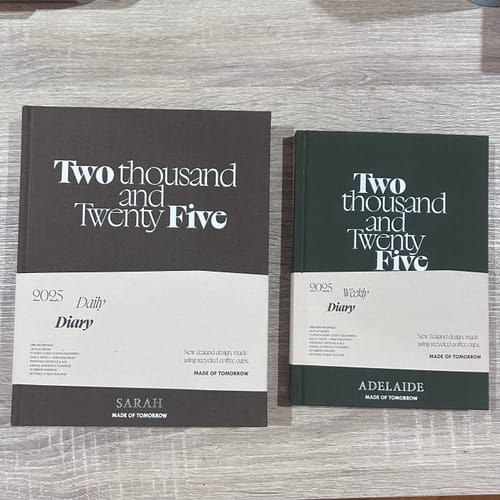 Two thousand
and
Twenty Five
2025 Daily
Diary
New Zealand design, made
using recycled coffee cups.
MADE OF TOMORROW
SARAH
MADE OF TOMORROW
Two
thousand
and
Twenty
Five
2025 Weekly
Diary
New Zealand design, made
using recycled coffee cups.
MADE OF TOMORROW
ADELAIDE
MADE OF TOMORROW